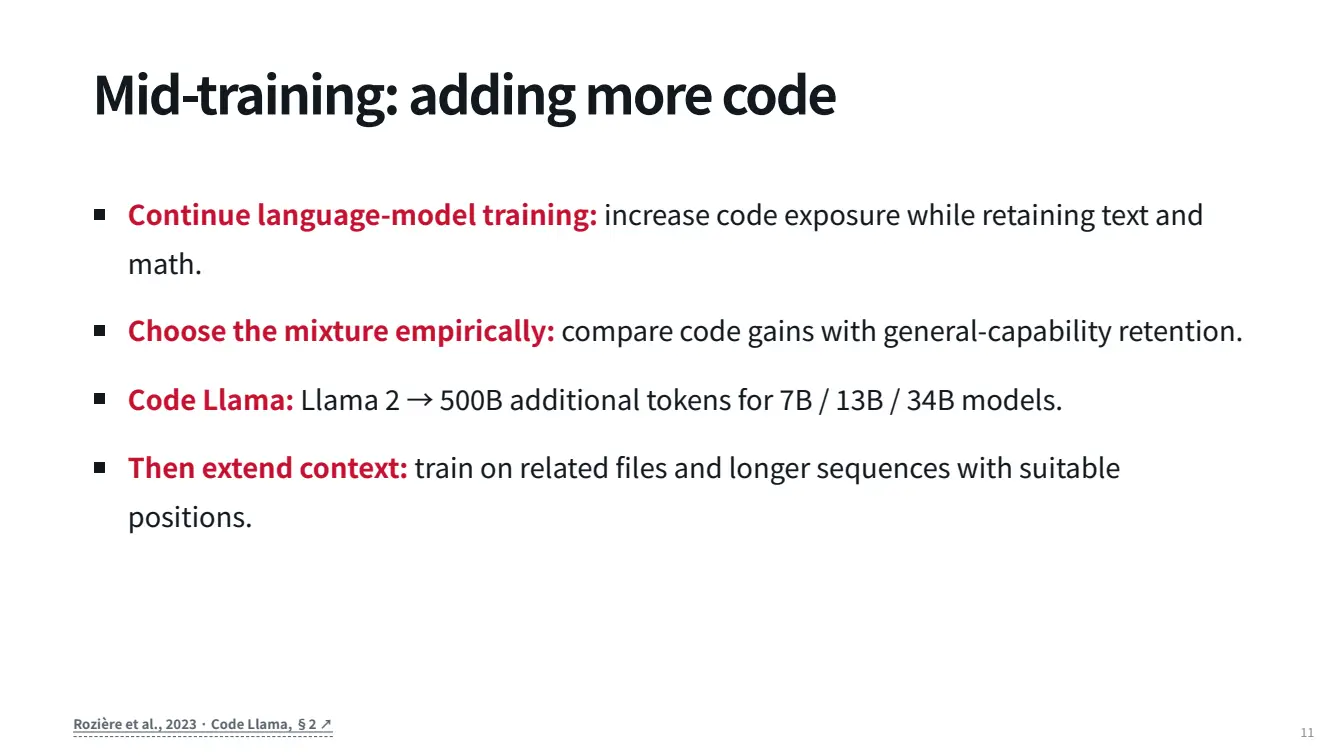 Mid-training: adding more code
▪ Continue language-model training: increase code exposure while retaining text and
math.
▪ Choose the mixture empirically: compare code gains with general-capability retention.
▪ Code Llama: Llama 2 → 500B additional tokens for 7B / 13B / 34B models.
▪ Then extend context: train on related files and longer sequences with suitable
positions.
Rozière et al., 2023 · Code Llama, § 2 ↗
11